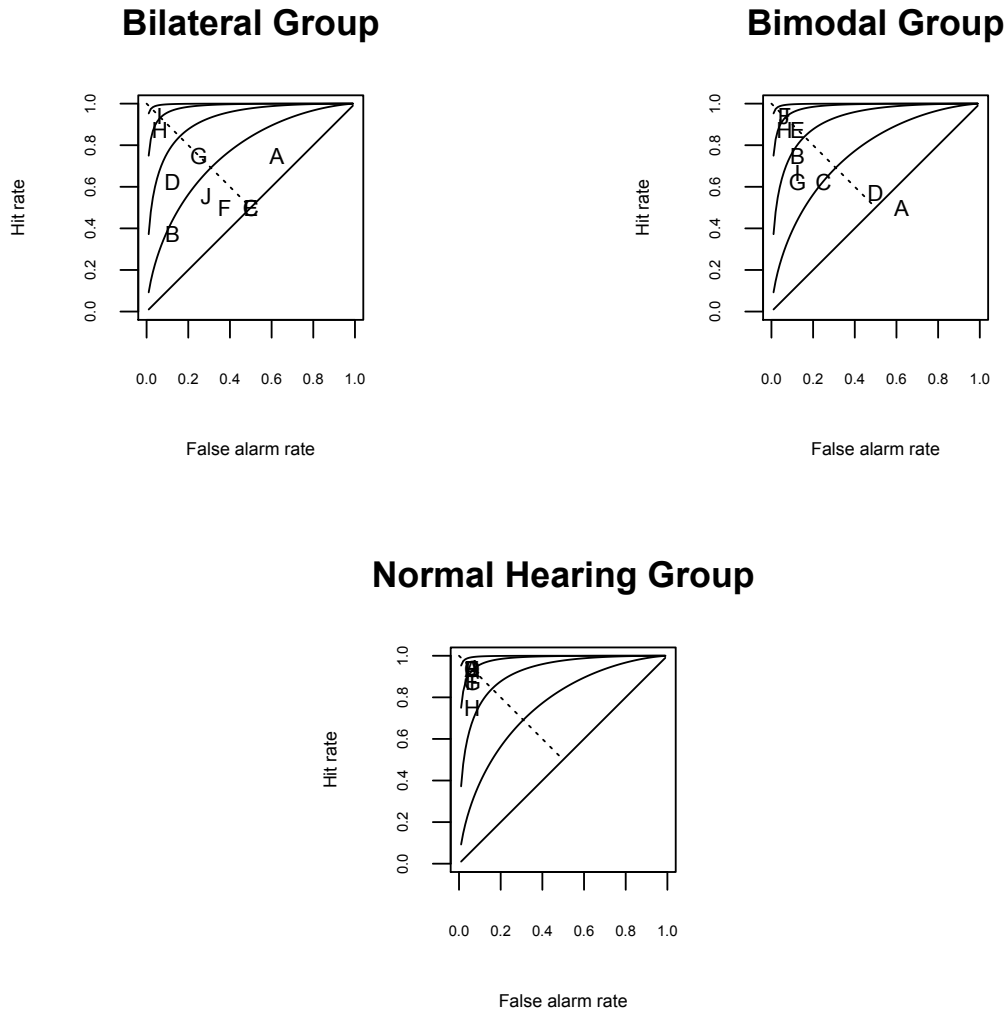 Bilateral Group
Hit rate
1.0
0.8
0.6
0.4
0.2
0.0
I
H
G
A
D
J
F
C
B
0.0 0.2 0.4 0.6 0.8 1.0
False alarm rate
Bimodal Group
Hit rate
1.0
0.8
0.6
0.4
0.2
0.0
J
H E
B
I
G C
D
A
0.0 0.2 0.4 0.6 0.8 1.0
False alarm rate
Normal Hearing Group
Hit rate
1.0
0.8
0.6
0.4
0.2
0.0
G
H
0.0 0.2 0.4 0.6 0.8 1.0
False alarm rate